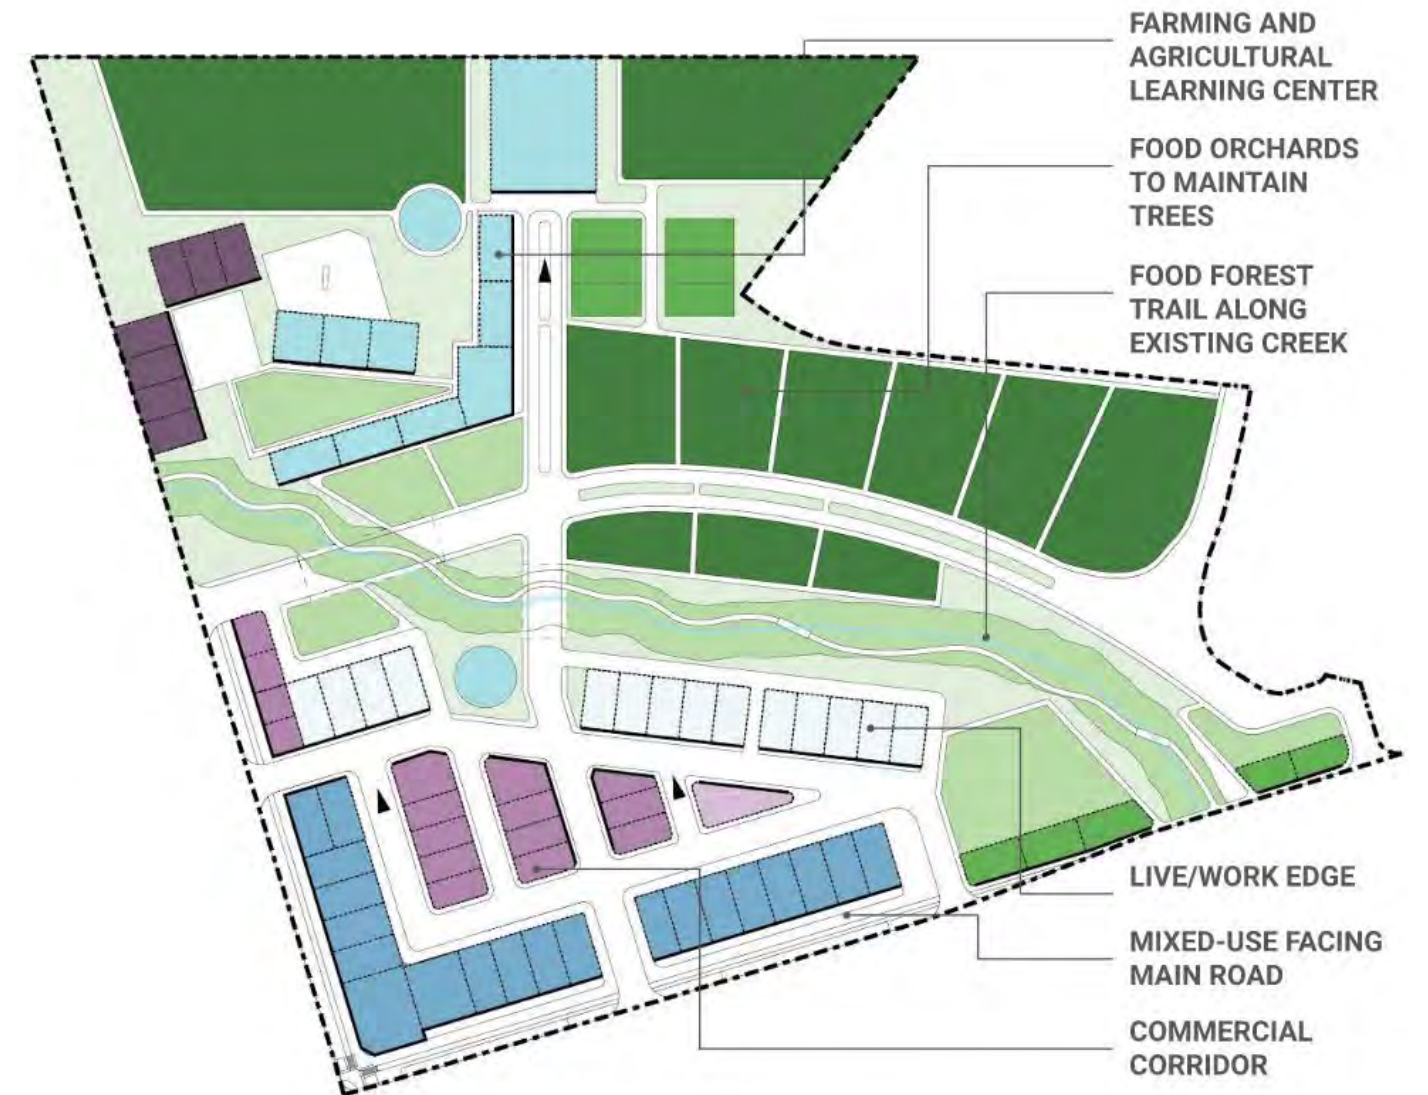 FARMING AND
AGRICULTURAL
LEARNING CENTER
FOOD ORCHARDS
TO MAINTAIN
TREES
FOOD FOREST
TRAIL ALONG
EXISTING CREEK
LIVE/WORK EDGE
MIXED-USE FACING
MAIN ROAD
COMMERCIAL
CORRIDOR